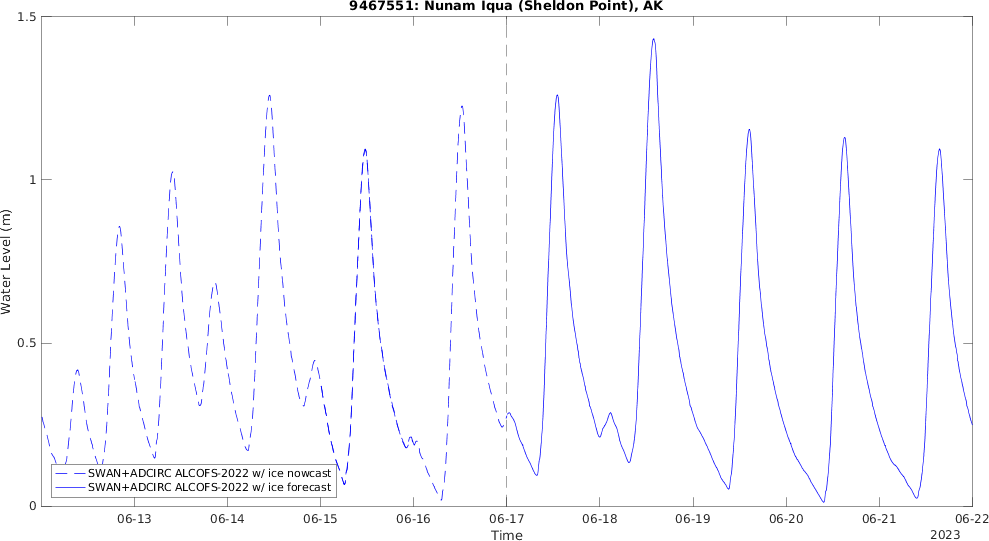 9467551: Nunam Iqua (Sheldon Point), AK
1.5
1
0.5
0
Water Level (m)
SWAN+ADCIRC ALCOFS-2022 w/ ice nowcast
SWAN+ADCIRC ALCOFS-2022 w/ ice forecast
06-13 06-14 06-15 06-16 06-17 06-18 06-19 06-20 06-21 06-22
Time
2023